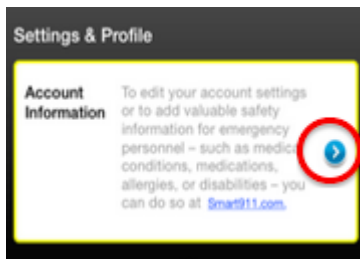 Settings & Profile
Account
Information
To edit your account settings
or to add valuable safety
information for emergency
personnel – such as medical
conditions, medications,
allergies, or disabilities – you
can do so at Smart911.com.